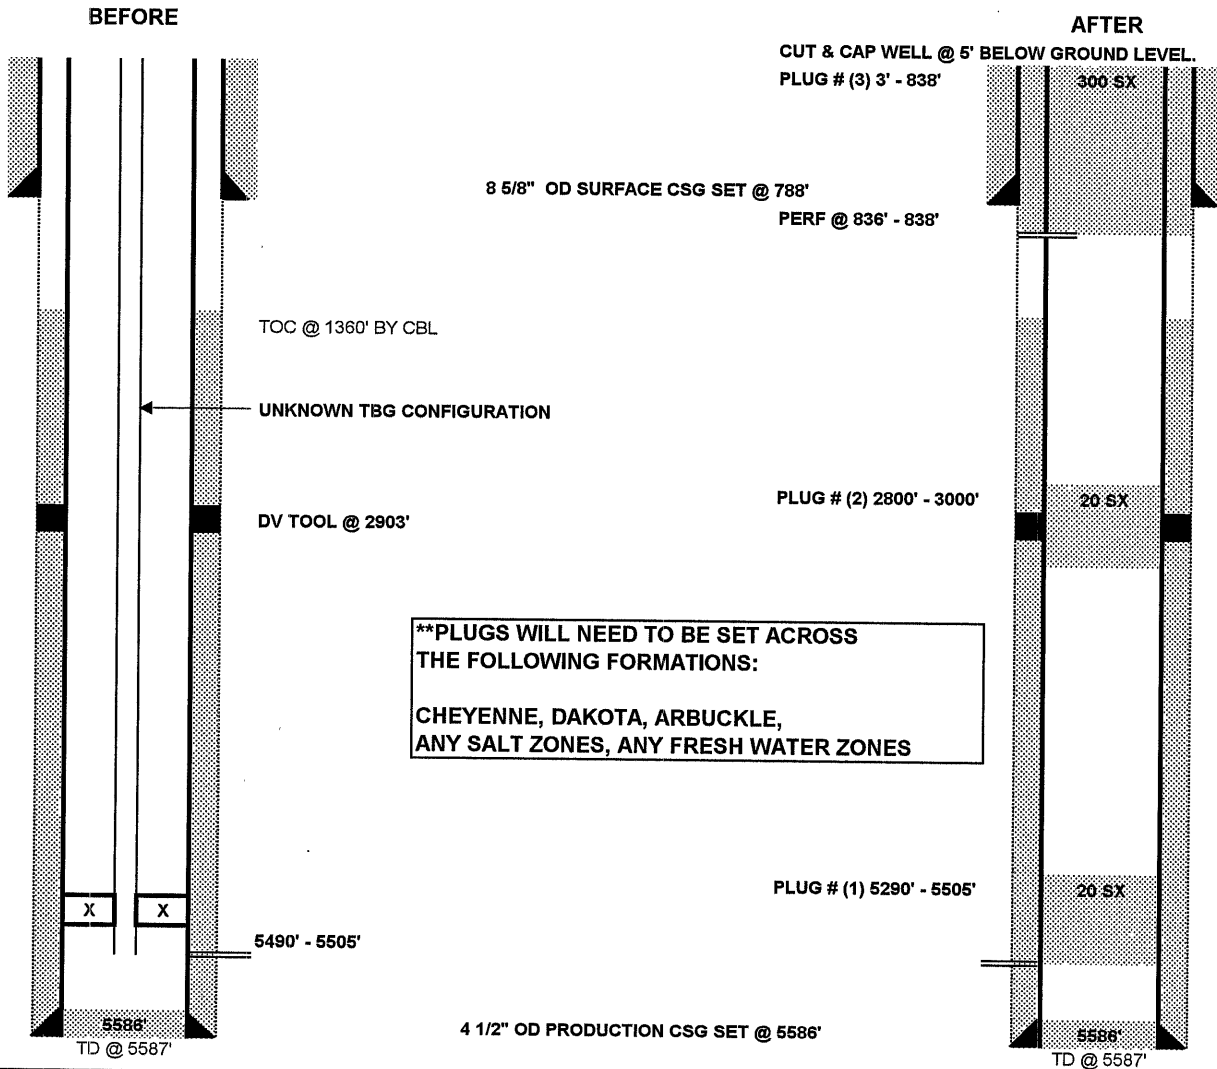 BEFORE
AFTER
CUT & CAP WELL @ 5' BELOW GROUND LEVEL.
PLUG # (3) 3' - 838'
300 SX
8 5/8" OD SURFACE CSG SET @ 788'
PERF @ 836' - 838'
TOC @ 1360' BY CBL
UNKNOWN TBG CONFIGURATION
PLUG # (2) 2800' - 3000'
20 SX
DV TOOL @ 2903'
**PLUGS WILL NEED TO BE SET ACROSS
THE FOLLOWING FORMATIONS:
CHEYENNE, DAKOTA, ARBUCKLE,
ANY SALT ZONES, ANY FRESH WATER ZONES
PLUG # (1) 5290' - 5505'
20 SX
X
X
5490' - 5505'
5586'
TD @ 5587'
4 1/2" OD PRODUCTION CSG SET @ 5586'
5586'
TD @ 5587'